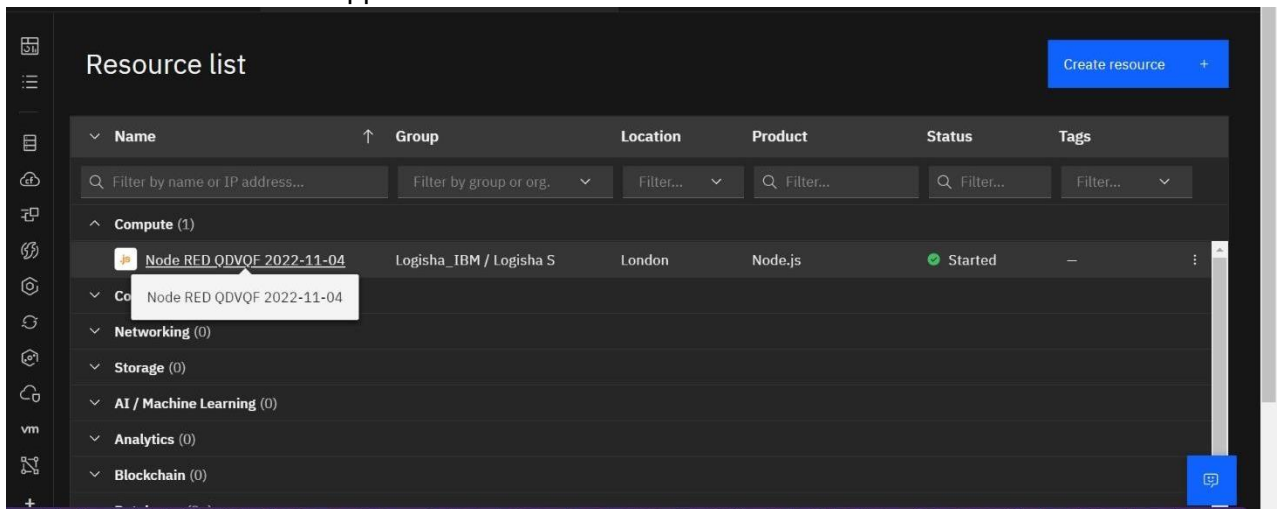 Resource list
Create resource +
Name ↑ Group Location Product Status Tags
Filter by name or IP address... Filter by group or org. Filter... Filter... Filter... Filter...
Compute (1)
js Node RED QDVQF 2022-11-04 Logisha_IBM / Logisha S London Node.js Started –
Co
Node RED QDVQF 2022-11-04
Networking (0)
Storage (0)
AI / Machine Learning (0)
vm
Analytics (0)
Blockchain (0)